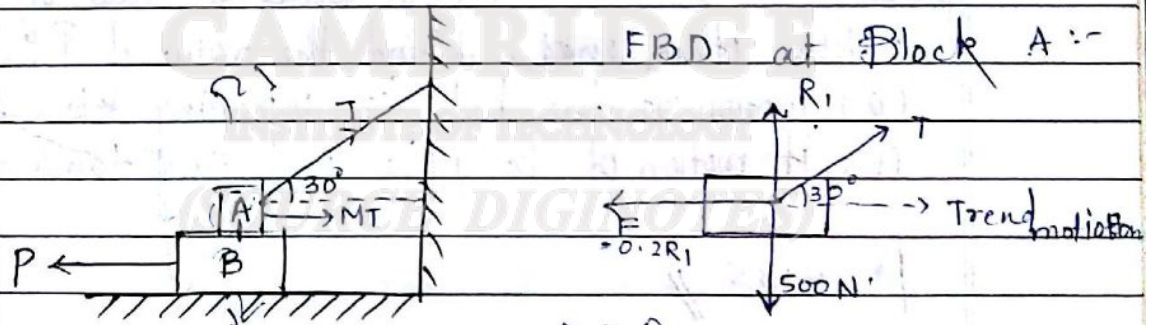 CAMBRIDGE
INSTITUTE OF TECHNOLOGY
(SOURCE DIGINOTES)
FBD at Block A :-
R1
T
T
30°
30°
A
MT
F
=0.2R1
Trend motion
P
B
500N